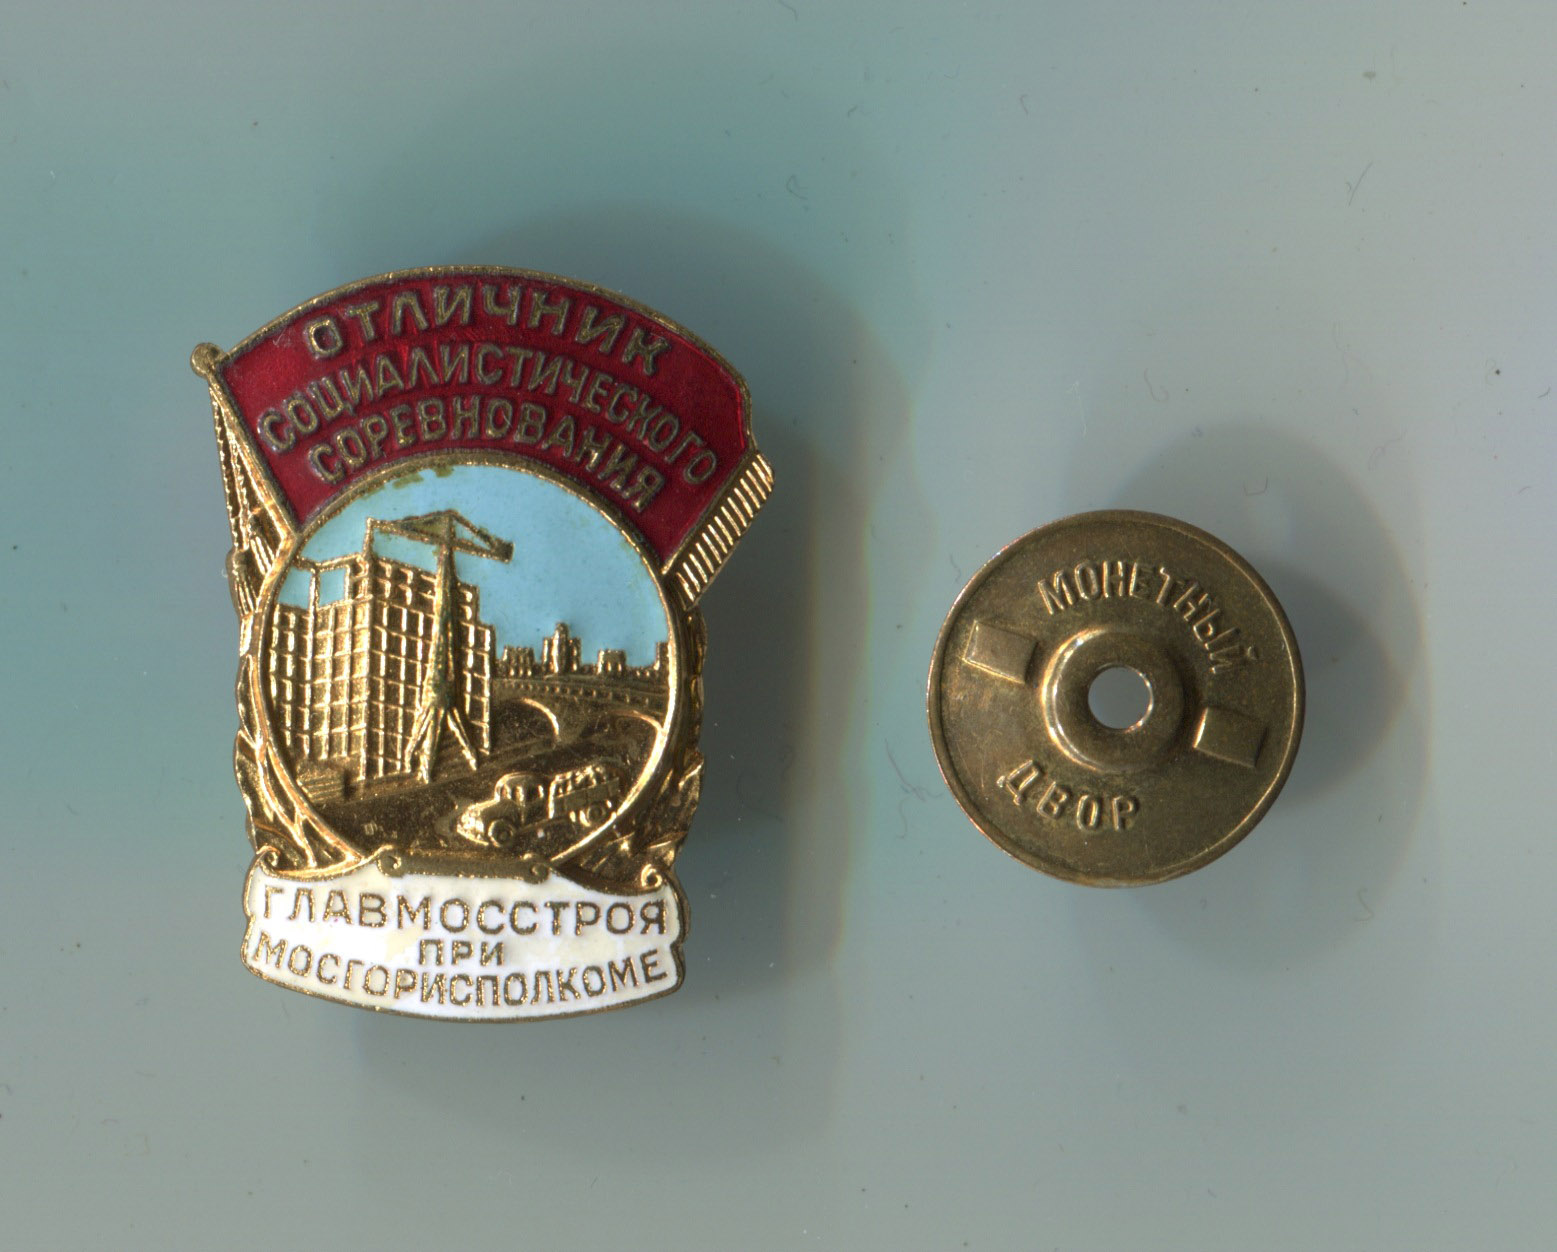 ОТЛИЧНИК
СОЦИАЛИСТИЧЕСКОГО
СОРЕВНОВАНИЯ
ГЛАВМОССТРОЯ
ПРИ
МОСГОРИСПОЛКОМЕ
МОНЕТНЫЙ
ДВОР